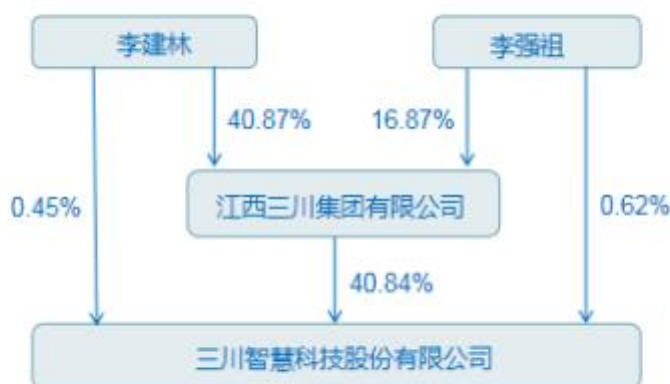 李建林
李强祖
40.87%
16.87%
0.45%
江西三川集团有限公司
0.62%
40.84%
三川智慧科技股份有限公司